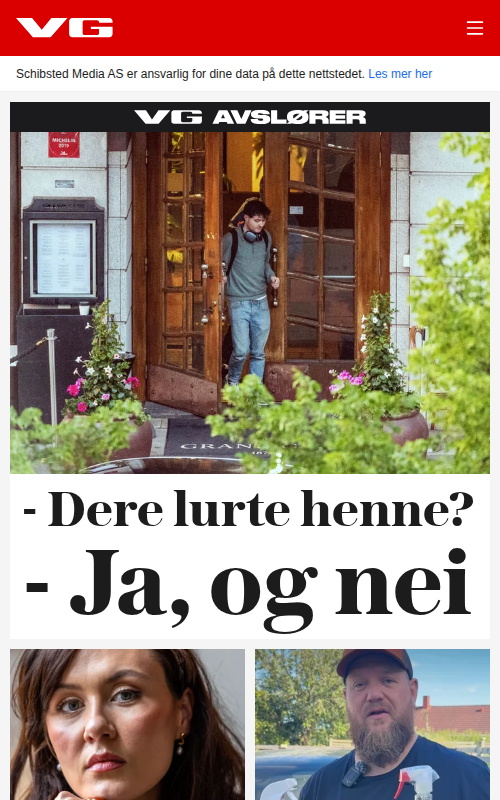 VG
Schibsted Media AS er ansvarlig for dine data på dette nettstedet. Les mer her
VG AVSLØRER
MICHELIN
2019
- Dere lurte henne?
- Ja, og nei